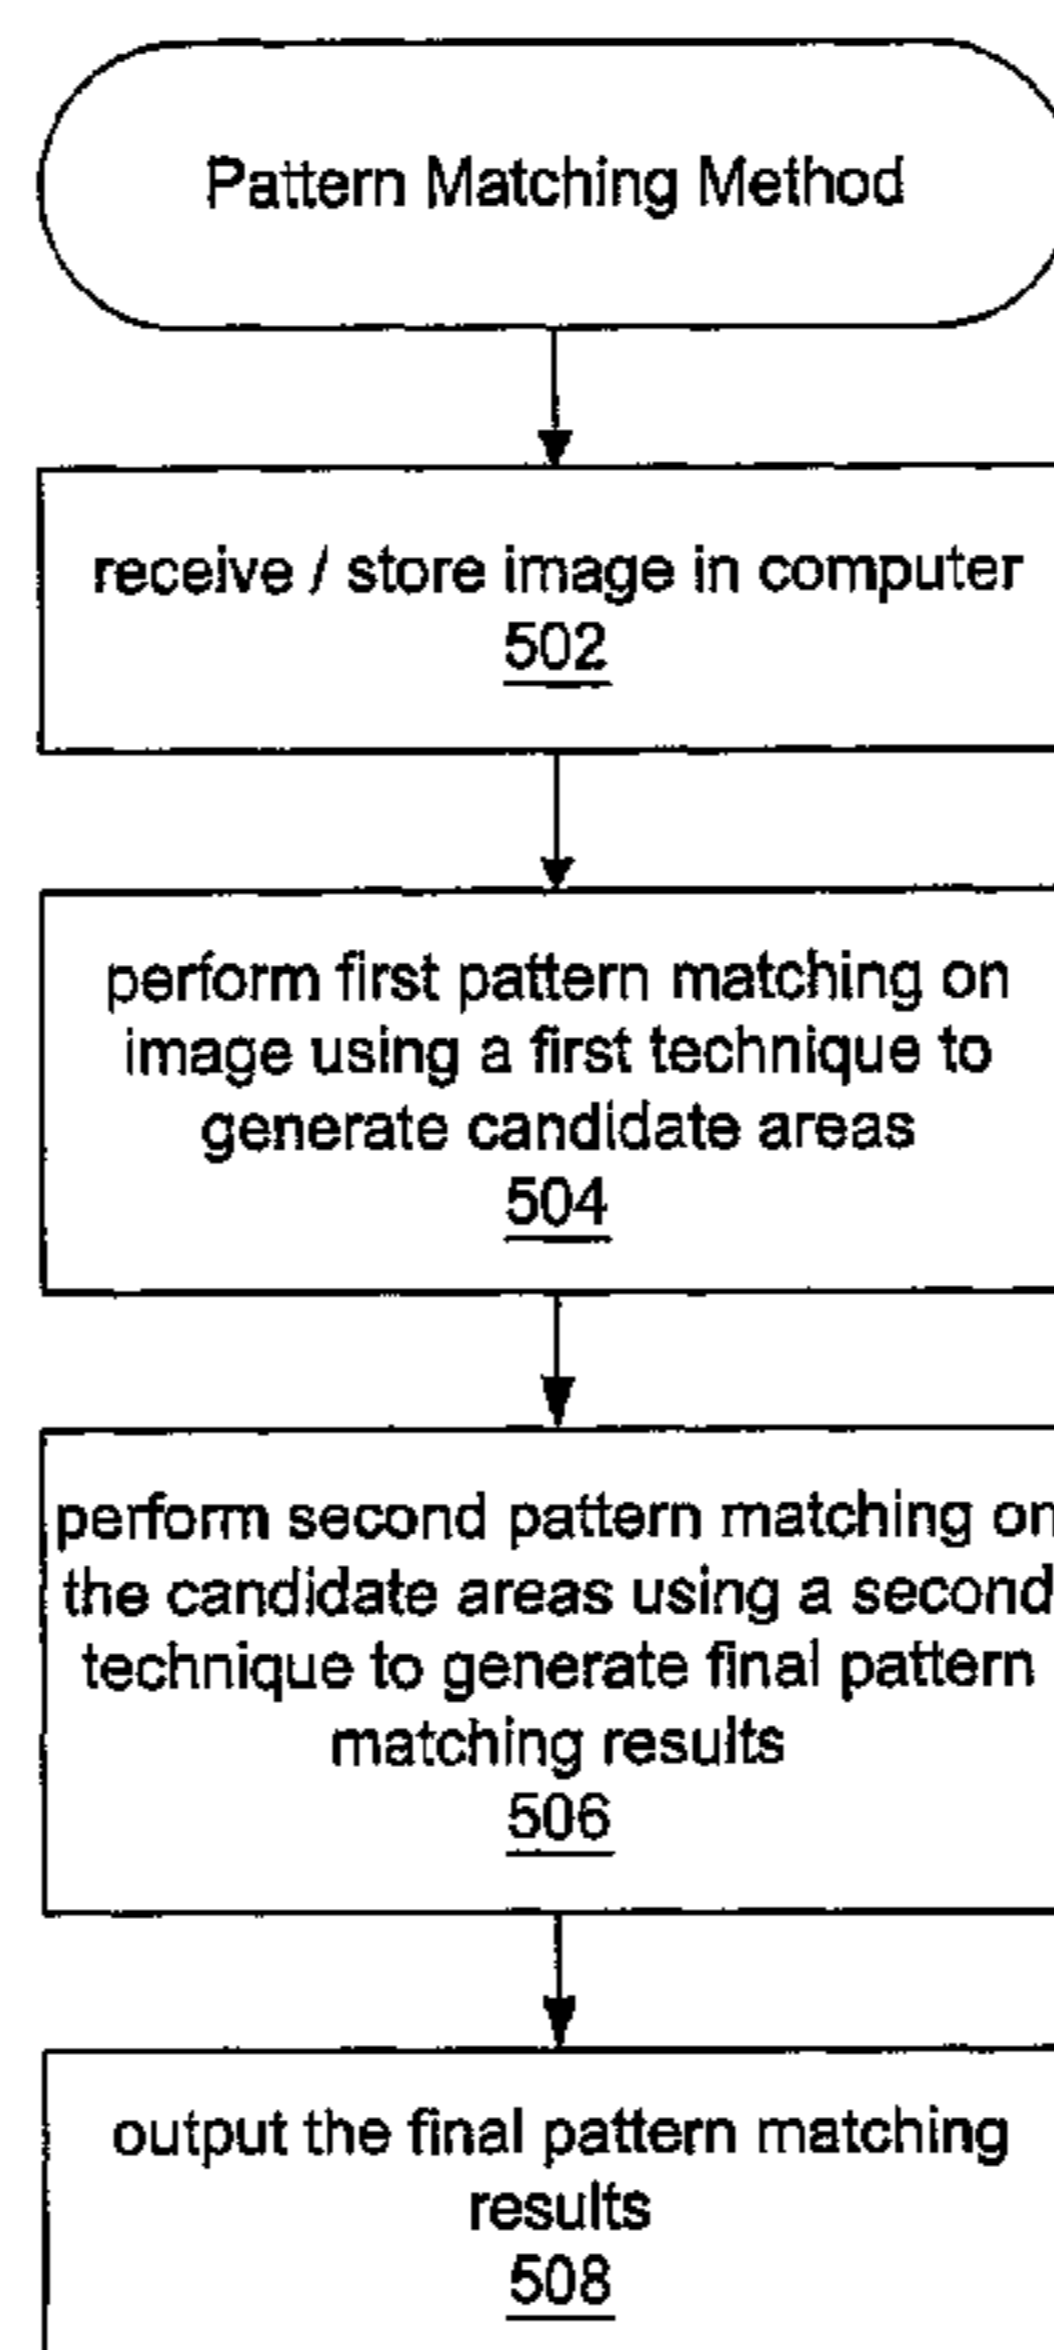 Pattern Matching Method
receive / store image in computer
502
perform first pattern matching on
image using a first technique to
generate candidate areas
504
perform second pattern matching on
the candidate areas using a second
technique to generate final pattern
matching results
506
output the final pattern matching
results
508